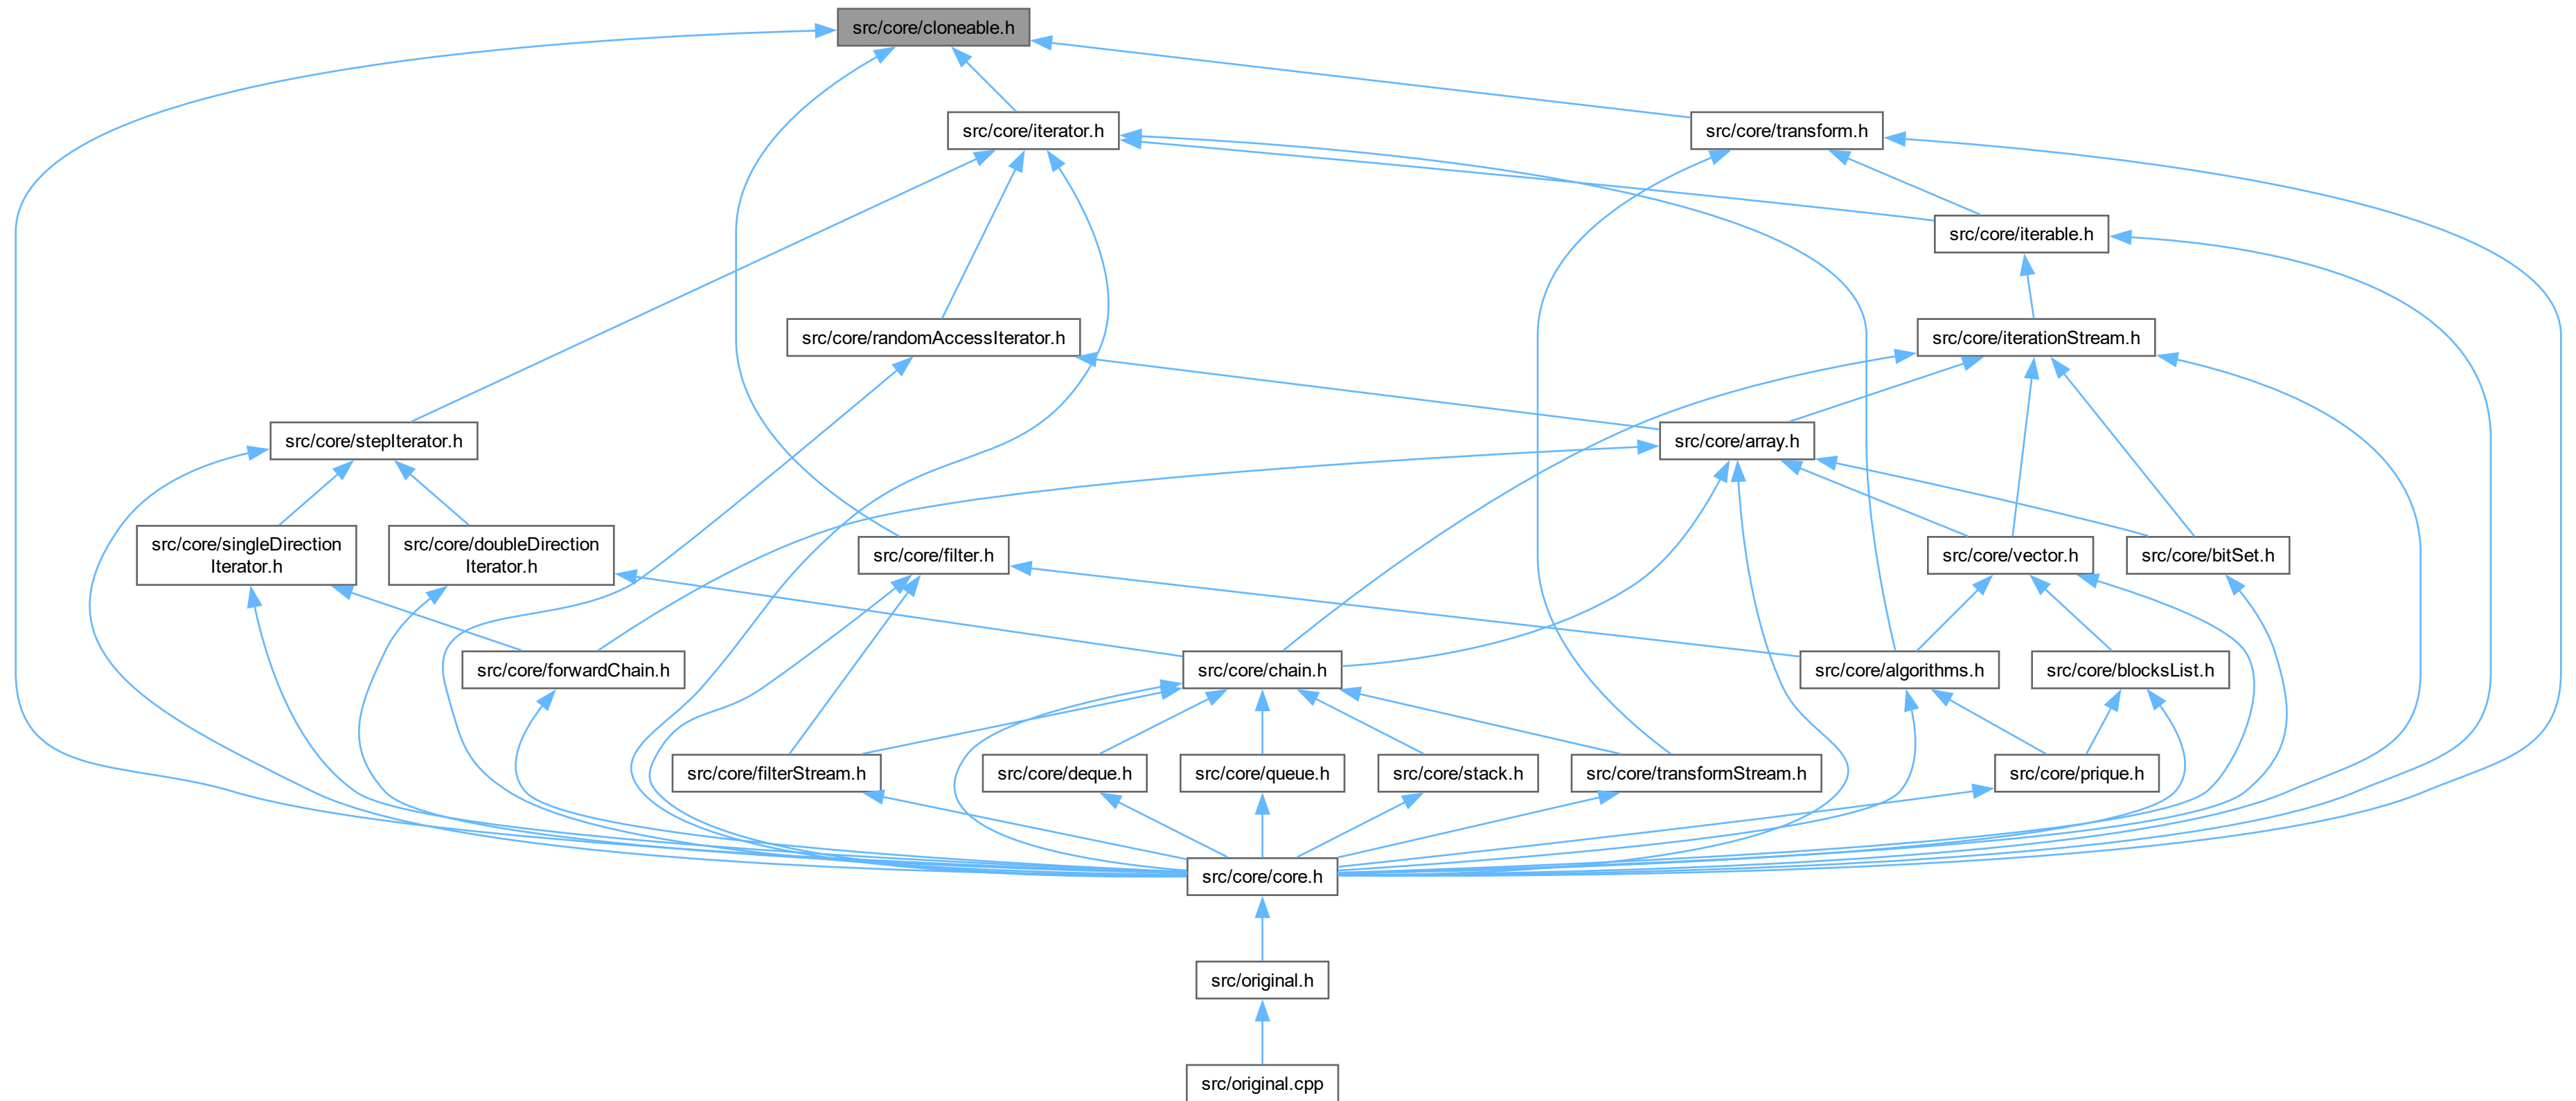 src/core/cloneable.h
src/core/iterator.h
src/core/transform.h
src/core/iterable.h
src/core/randomAccessIterator.h
src/core/iterationStream.h
src/core/stepIterator.h
src/core/array.h
src/core/singleDirection
Iterator.h
src/core/doubleDirection
Iterator.h
src/core/filter.h
src/core/vector.h
src/core/bitSet.h
src/core/forwardChain.h
src/core/chain.h
src/core/algorithms.h
src/core/blocksList.h
src/core/filterStream.h
src/core/deque.h
src/core/queue.h
src/core/stack.h
src/core/transformStream.h
src/core/prique.h
src/core/core.h
src/original.h
src/original.cpp